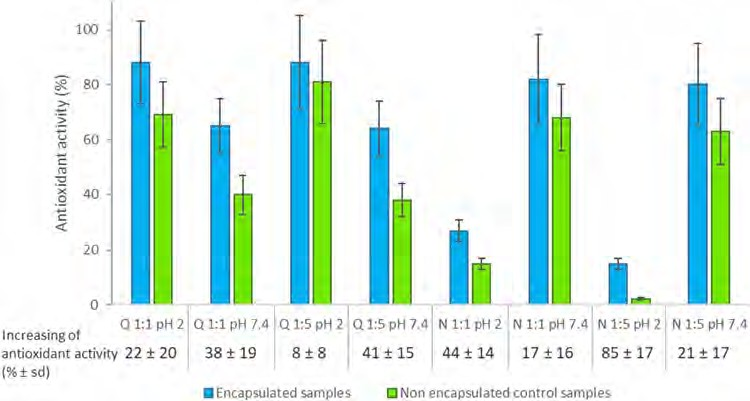 100
80
60
40
20
0
Antioxidant activity (%)
Q 1:1 pH 2 Q 1:1 pH 7.4 Q 1:5 pH 2 Q 1:5 pH 7.4 N 1:1 pH 2 N 1:1 pH 7.4 N 1:5 pH 2 N 1:5 pH 7.4
Increasing of
antioxidant activity 22 ± 20 38 ± 19 8 ± 8 41 ± 15 44 ± 14 17 ± 16 85 ± 17 21 ± 17
(% ± sd)
Encapsulated samples Non encapsulated control samples